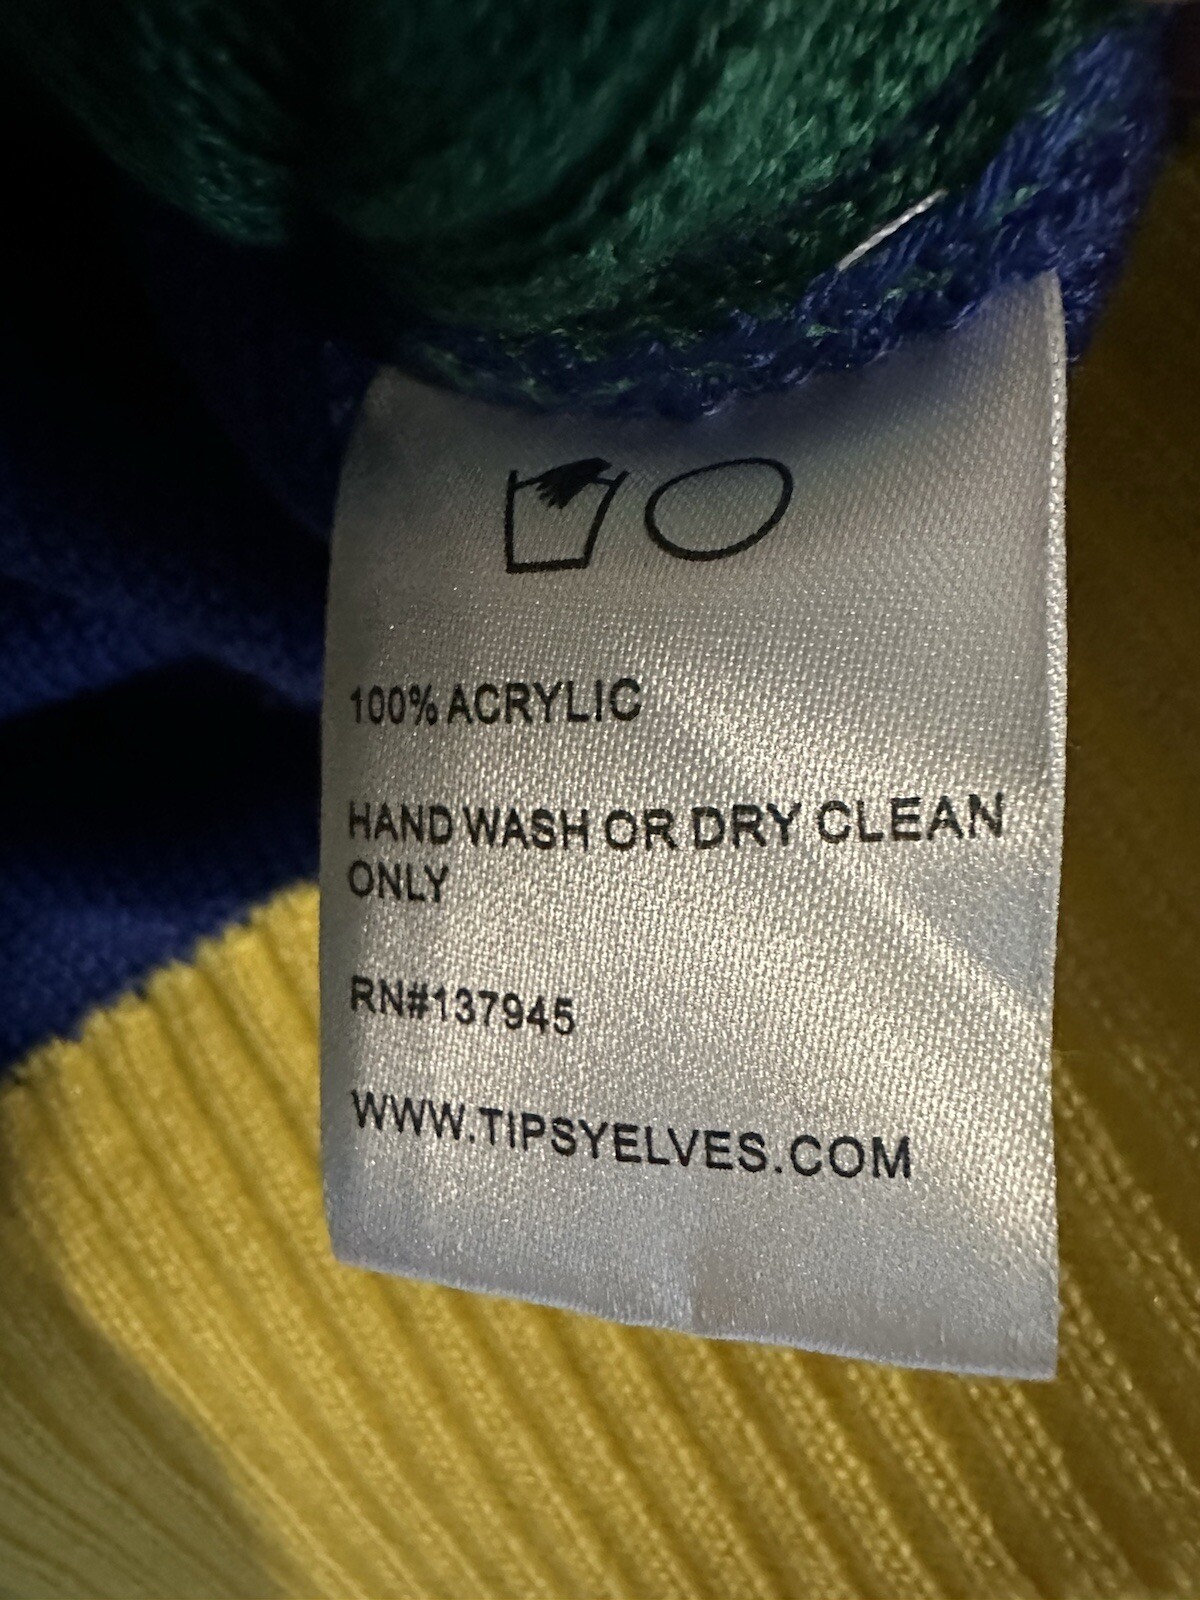 100% ACRYLIC
HAND WASH OR DRY CLEAN
ONLY
RN#137945
WWW.TIPSYELVES.COM